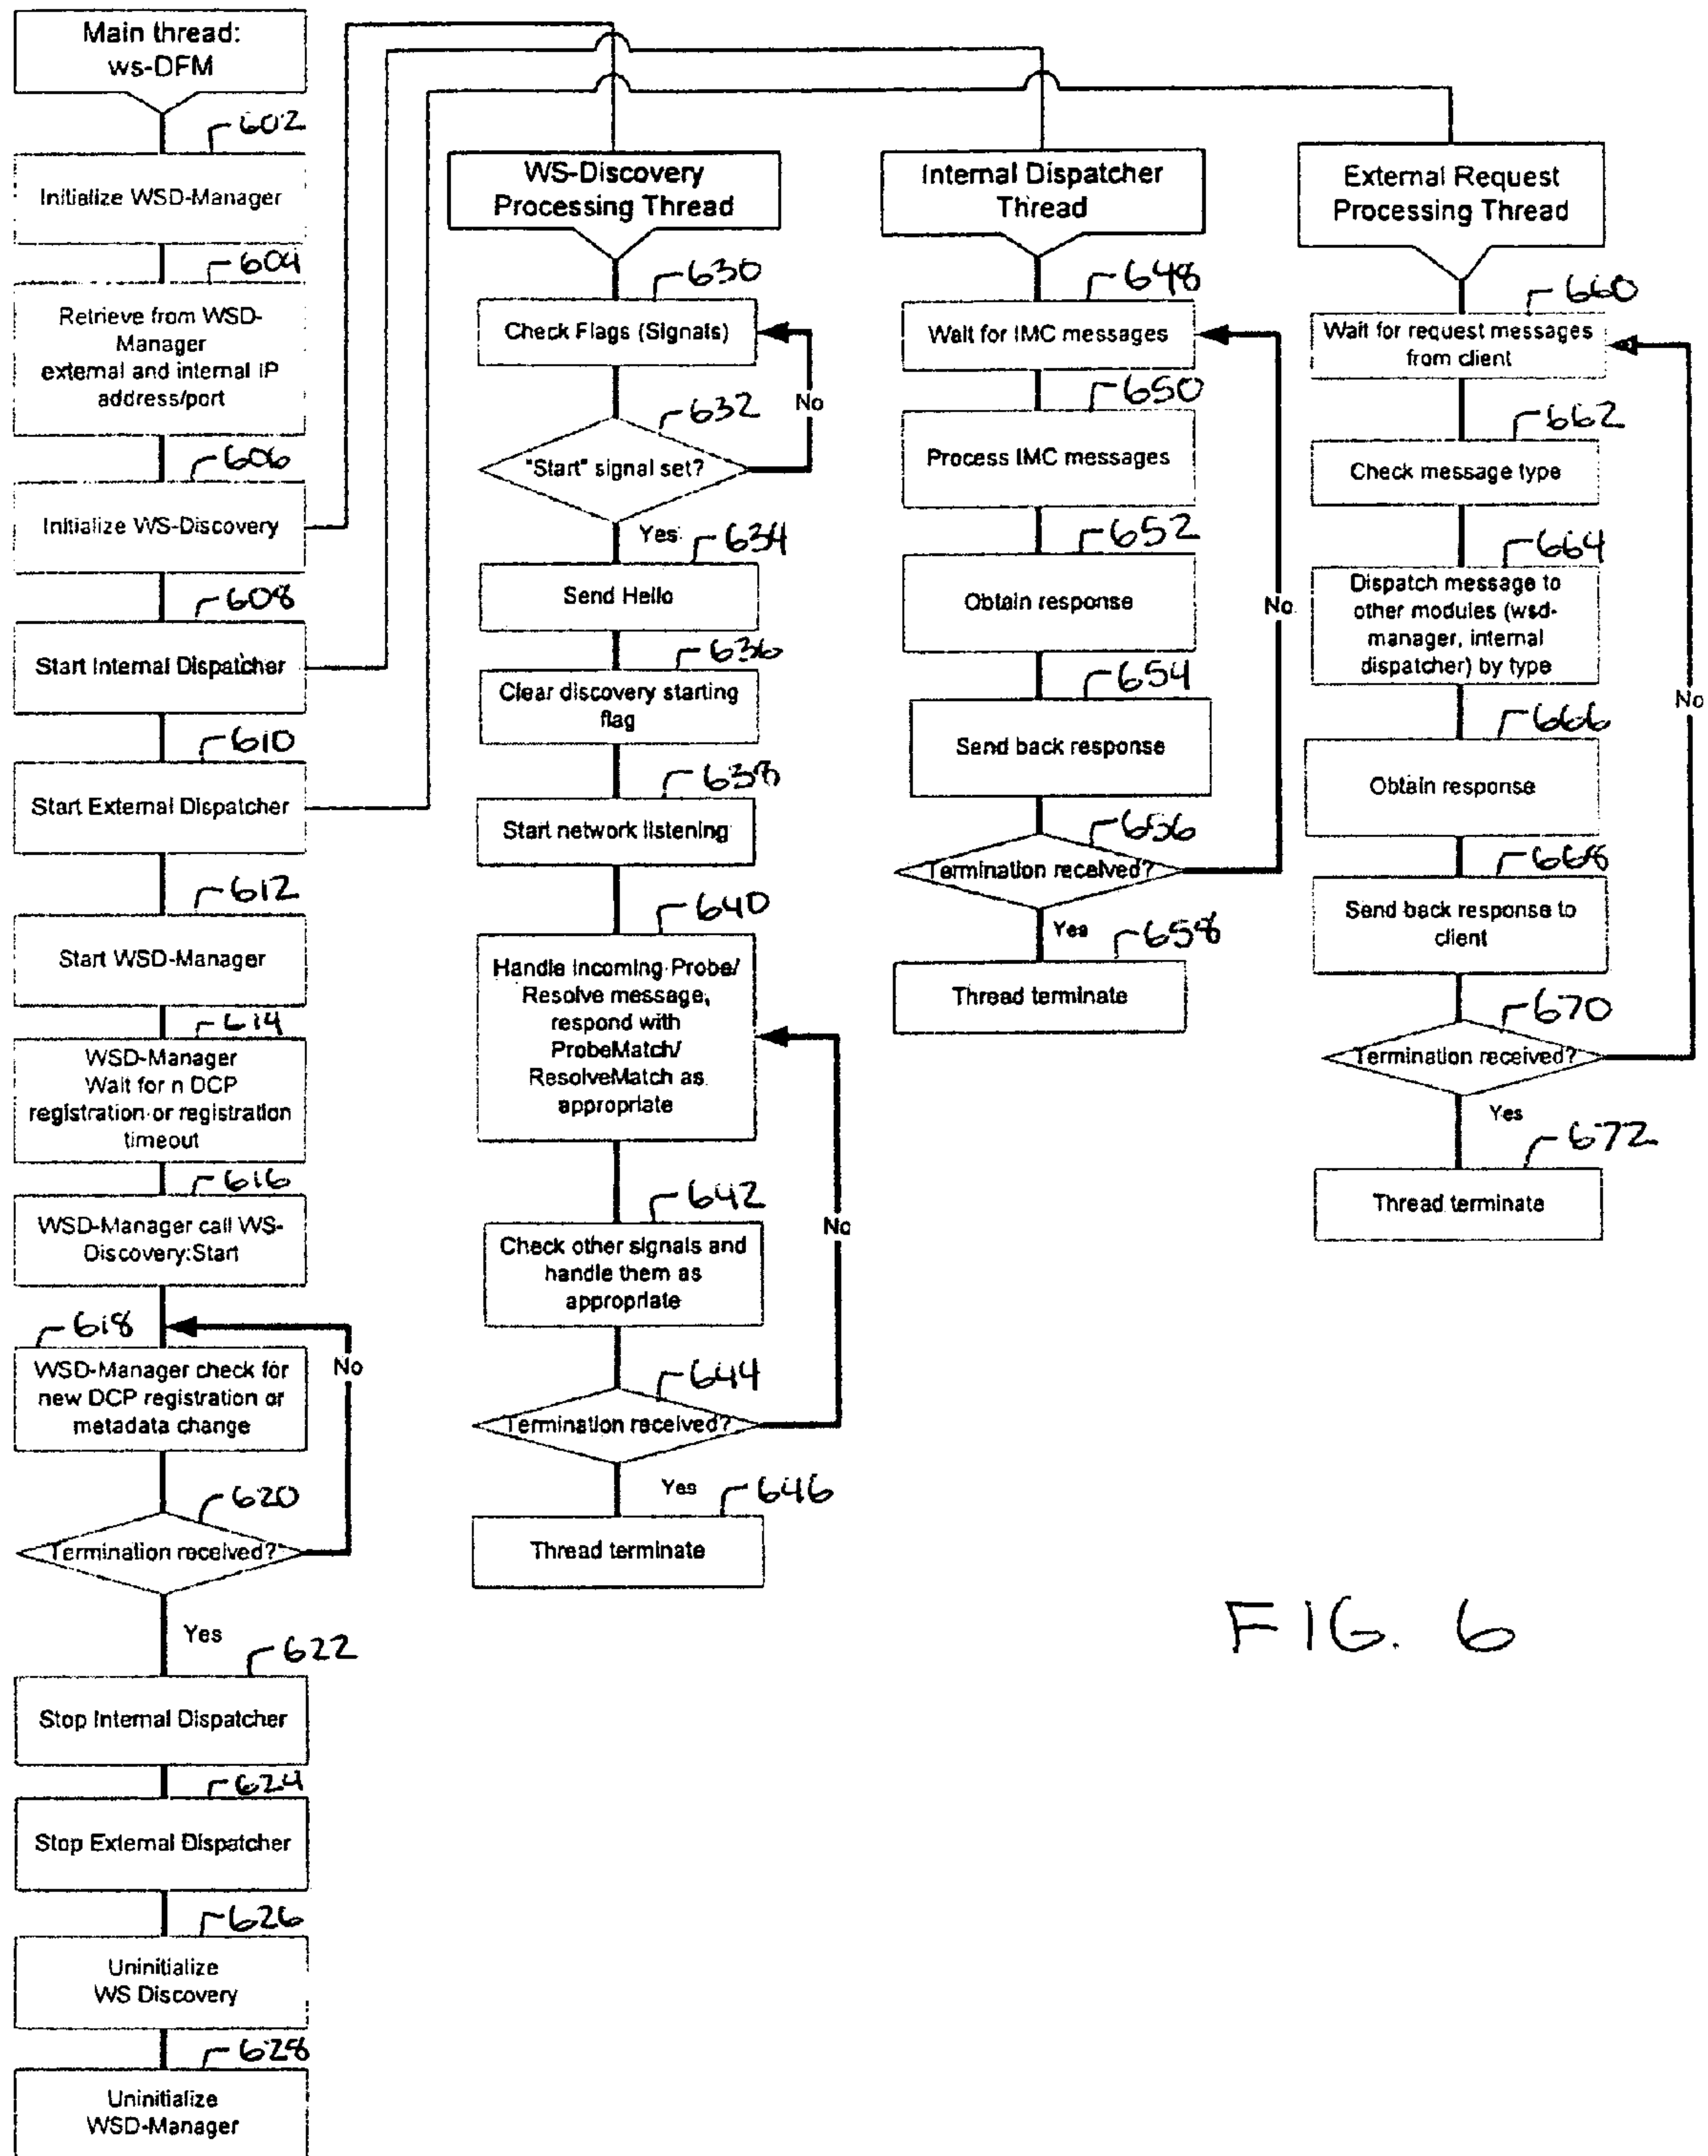 Main thread:
ws-DFM
602
Initialize WSD-Manager
604
Retrieve from WSD-
Manager
external and internal IP
address/port
606
Initialize WS-Discovery
608
Start Internal Dispatcher
610
Start External Dispatcher
612
Start WSD-Manager
614
WSD-Manager
Wait for n DCP
registration or registration
timeout
616
WSD-Manager call WS-
Discovery:Start
618
WSD-Manager check for
new DCP registration or
metadata change
No
620
Termination received?
Yes
622
Stop Internal Dispatcher
624
Stop External Dispatcher
626
Uninitialize
WS Discovery
628
Uninitialize
WSD-Manager
WS-Discovery
Processing Thread
630
Check Flags (Signals)
No
632
"Start" signal set?
Yes
634
Send Hello
636
Clear discovery starting
flag
638
Start network listening
640
Handle Incoming Probe/
Resolve message,
respond with
ProbeMatch/
ResolveMatch as
appropriate
642
Check other signals and
handle them as
appropriate
No
644
Termination received?
Yes
646
Thread terminate
Internal Dispatcher
Thread
648
Wait for IMC messages
650
Process IMC messages
652
Obtain response
No
654
Send back response
656
Termination received?
Yes
658
Thread terminate
External Request
Processing Thread
660
Wait for request messages
from client
662
Check message type
664
Dispatch message to
other modules (wsd-
manager, internal
dispatcher) by type
No
666
Obtain response
668
Send back response to
client
670
Termination received?
Yes
672
Thread terminate
FIG. 6